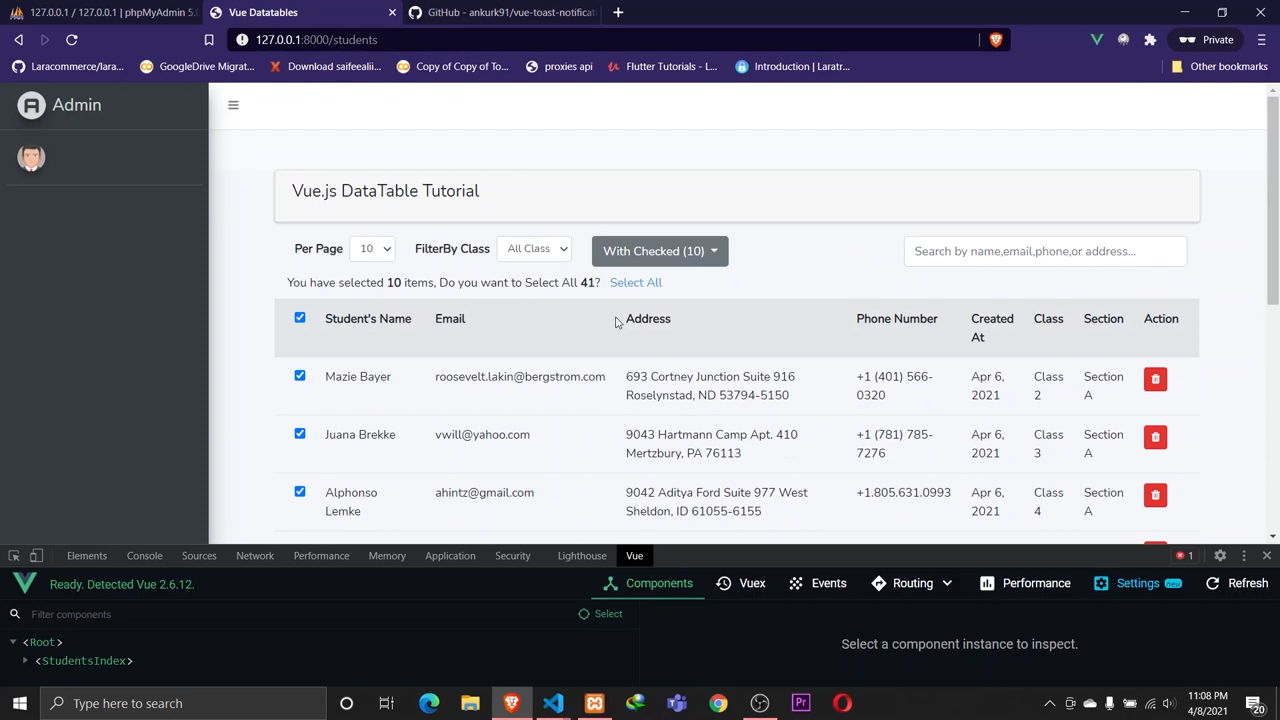 127.0.0.1 / 127.0.0.1 | phpMyAdmin 5.0
Vue Datatables
GitHub - ankurk91/vue-toast-notificati
127.0.0.1:8000/students
Private
Laracommerce/lara...
GoogleDrive Migrat...
Download saifeealii...
Copy of Copy of To...
proxies api
Flutter Tutorials - L...
Introduction | Laratr...
Other bookmarks
Admin
Vue.js DataTable Tutorial
Per Page 10 FilterBy Class All Class With Checked (10) Search by name,email,phone,or address...
You have selected 10 items, Do you want to Select All 41? Select All
Student's Name Email Address Phone Number Created Class Section Action
At A B
Mazie Bayer roosevelt.lakin@bergstrom.com 693 Cortney Junction Suite 916 +1 (401) 566- Apr 6, Class Section
Roselynstad, ND 53794-5150 0320 2021 2 A
Juana Brekke vwill@yahoo.com 9043 Hartmann Camp Apt. 410 +1 (781) 785- Apr 6, Class Section
Mertzbury, PA 76113 7276 2021 3 A
Alphonso ahintz@gmail.com 9042 Aditya Ford Suite 977 West +1.805.631.0993 Apr 6, Class Section
Lemke Sheldon, ID 61055-6155 2021 4 A
Elements Console Sources Network Performance Memory Application Security Lighthouse Vue 1
Ready. Detected Vue 2.6.12. Components Vuex Events Routing Performance Settings new Refresh
Filter components Select
<Root>
<StudentsIndex>
Select a component instance to inspect.
Type here to search
11:08 PM
4/8/2021
20